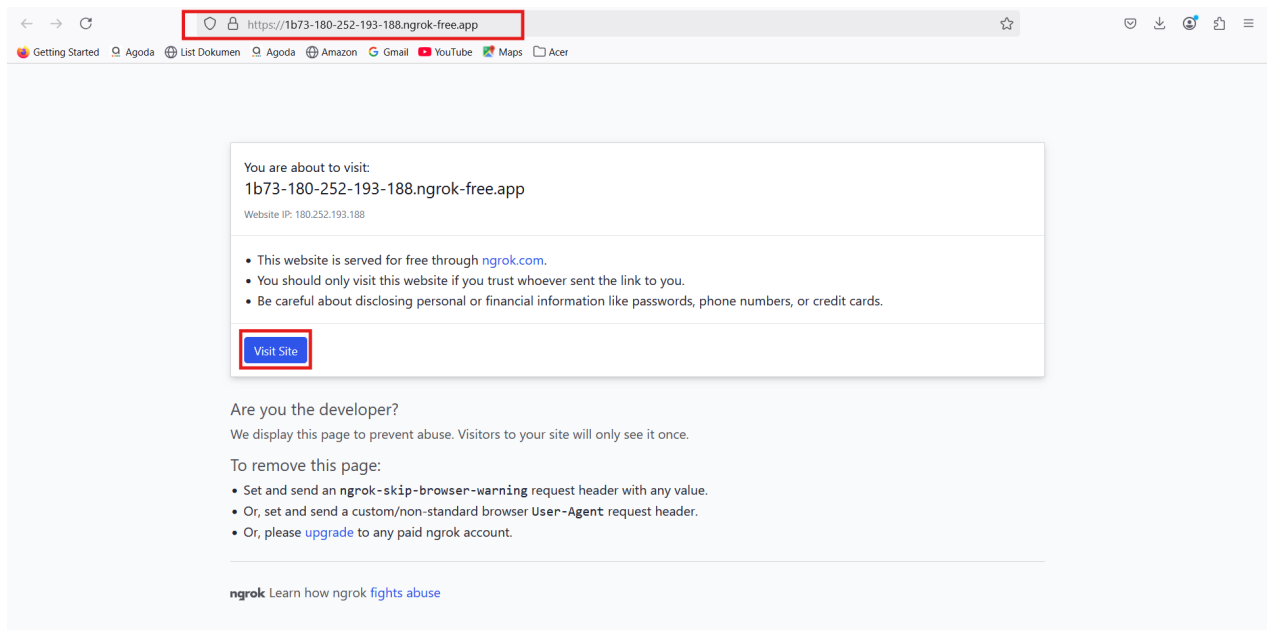 https://1b73-180-252-193-188.ngrok-free.app
Getting Started Agoda List Dokumen Agoda Amazon Gmail YouTube Maps Acer
You are about to visit:
1b73-180-252-193-188.ngrok-free.app
Website IP: 180.252.193.188
• This website is served for free through ngrok.com.
• You should only visit this website if you trust whoever sent the link to you.
• Be careful about disclosing personal or financial information like passwords, phone numbers, or credit cards.
Visit Site
Are you the developer?
We display this page to prevent abuse. Visitors to your site will only see it once.
To remove this page:
• Set and send an ngrok-skip-browser-warning request header with any value.
• Or, set and send a custom/non-standard browser User-Agent request header.
• Or, please upgrade to any paid ngrok account.
ngrok Learn how ngrok fights abuse